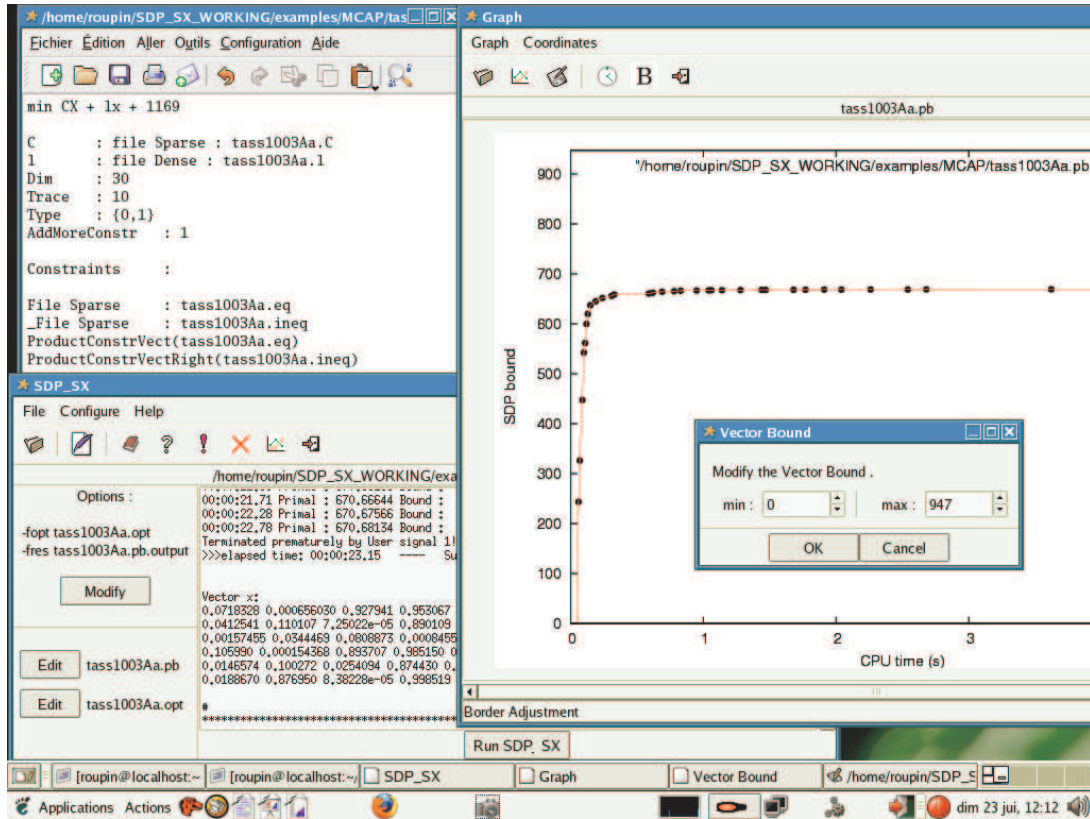 /home/roupin/SDP_SX_WORKING/examples/MCAP/tas
Fichier Édition Aller Outils Configuration Aide
min CX + lx + 1169
C : file Sparse : tass1003Aa.C
l : file Dense : tass1003Aa.l
Dim : 30
Trace : 10
Type : {0,1}
AddMoreConstr : 1
Constraints :
File Sparse : tass1003Aa.eq
_File Sparse : tass1003Aa.ineq
ProductConstrVect(tass1003Aa.eq)
ProductConstrVectRight(tass1003Aa.ineq)
Graph
Graph Coordinates
B
tass1003Aa.pb
"/home/roupin/SDP_SX_WORKING/examples/MCAP/tass1003Aa.pb
900
800
700
600
500
400
300
200
100
0
SDP bound
0 1 2 3
CPU time (s)
Border Adjustment
Vector Bound
Modify the Vector Bound .
min : 0 max : 947
OK Cancel
SDP_SX
File Configure Help
/home/roupin/SDP_SX_WORKING/exa
Options :
-fopt tass1003Aa.opt
-fres tass1003Aa.pb.output
Modify
Edit tass1003Aa.pb
Edit tass1003Aa.opt
00:00:21.71 Primal : 670.66644 Bound :
00:00:22.28 Primal : 670.67566 Bound :
00:00:22.78 Primal : 670.68134 Bound :
Terminated prematurely by User signal 1!
>>>elapsed time: 00:00:23.15 ---- Su
Vector x:
0.0718328 0.000656030 0.927941 0.953067
0.0412541 0.110107 7.25022e-05 0.890109
0.00157455 0.0344469 0.0808873 0.0008455
0.105990 0.000154368 0.893707 0.985150 0
0.0146574 0.100272 0.0254094 0.874430 0.
0.0188670 0.876950 8.38228e-05 0.998519
#
****************************************
Run SDP_SX
[roupin@localhost:~ [roupin@localhost:~/ SDP_SX Graph Vector Bound /home/roupin/SDP_S
Applications Actions dim 23 jui, 12:12